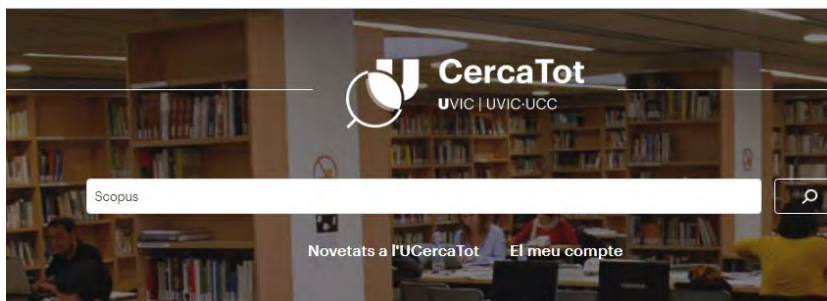 CercaTot
UVIC | UVIC·UCC
Scopus
Novetats a l'UCercaTot
El meu compte